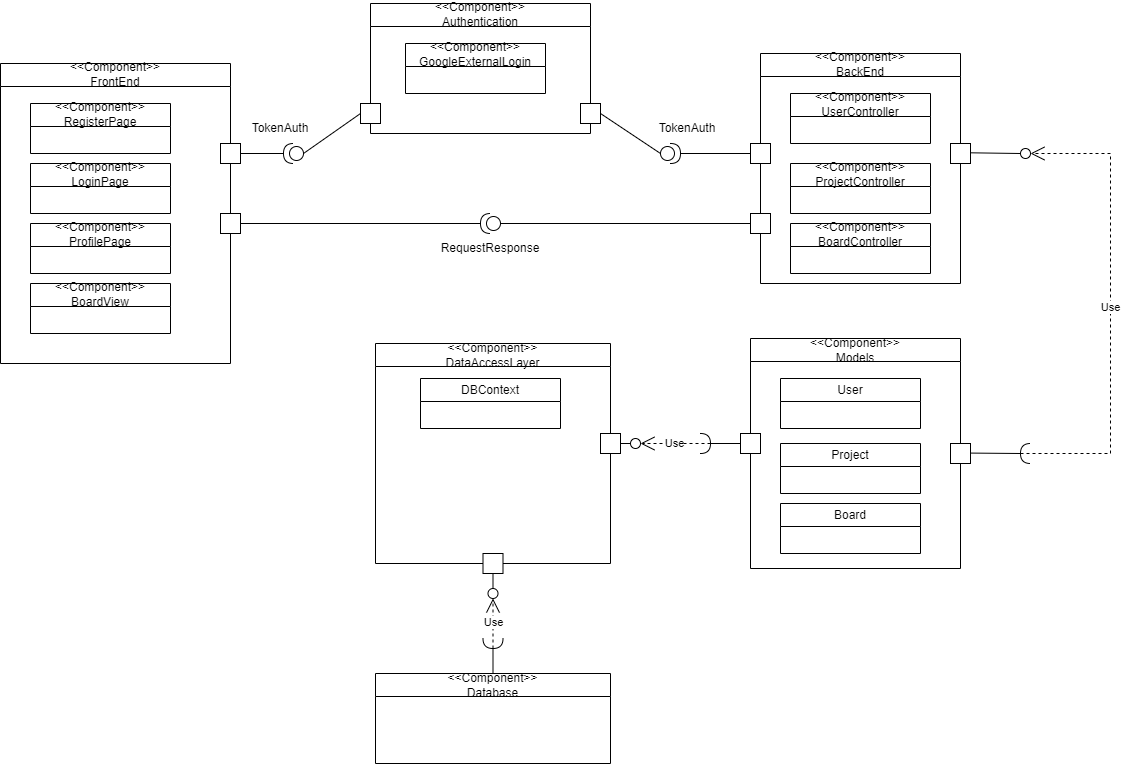 <<Component>>
Authentication
<<Component>>
GoogleExternalLogin
<<Component>>
FrontEnd
<<Component>>
RegisterPage
<<Component>>
LoginPage
<<Component>>
ProfilePage
<<Component>>
BoardView
TokenAuth
TokenAuth
RequestResponse
<<Component>>
BackEnd
<<Component>>
UserController
<<Component>>
ProjectController
<<Component>>
BoardController
Use
<<Component>>
DataAccessLayer
DBContext
Use
<<Component>>
Models
User
Project
Board
Use
<<Component>>
Database